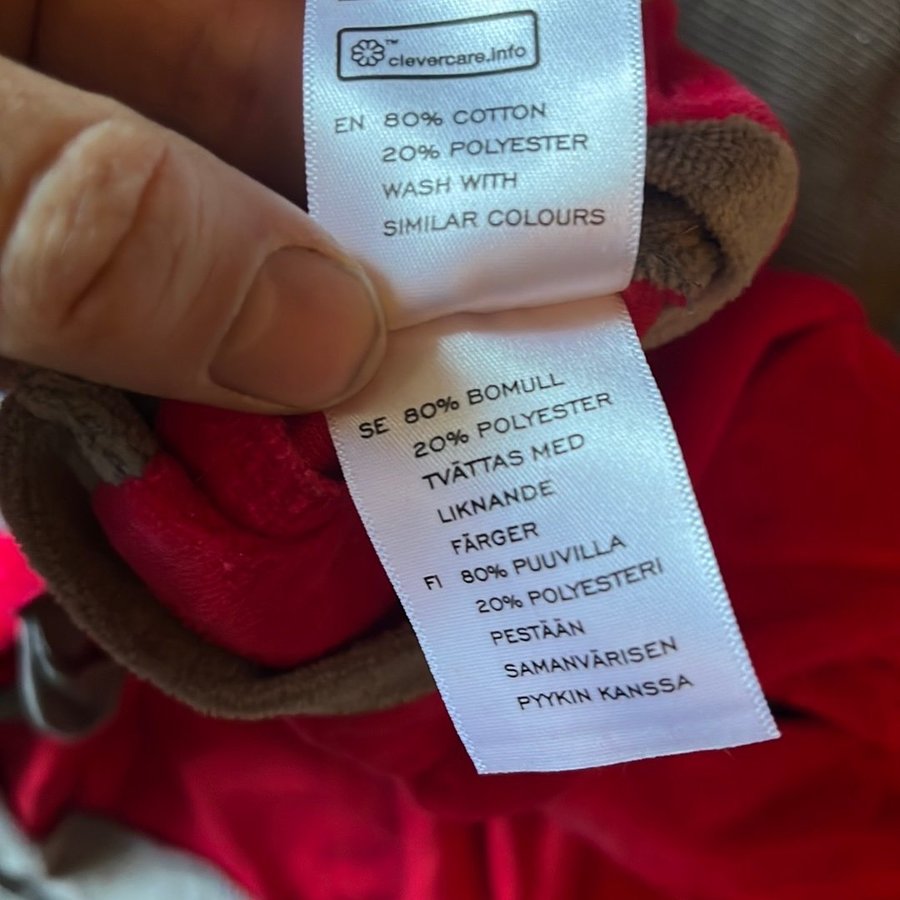 ™ clevercare.info
EN 80% COTTON
20% POLYESTER
WASH WITH
SIMILAR COLOURS
SE 80% BOMULL
20% POLYESTER
TVÄTTAS MED
LIKNANDE
FÄRGER
FI 80% PUUVILLA
20% POLYESTERI
PESTÄÄN
SAMANVÄRISEN
PYYKIN KANSSA